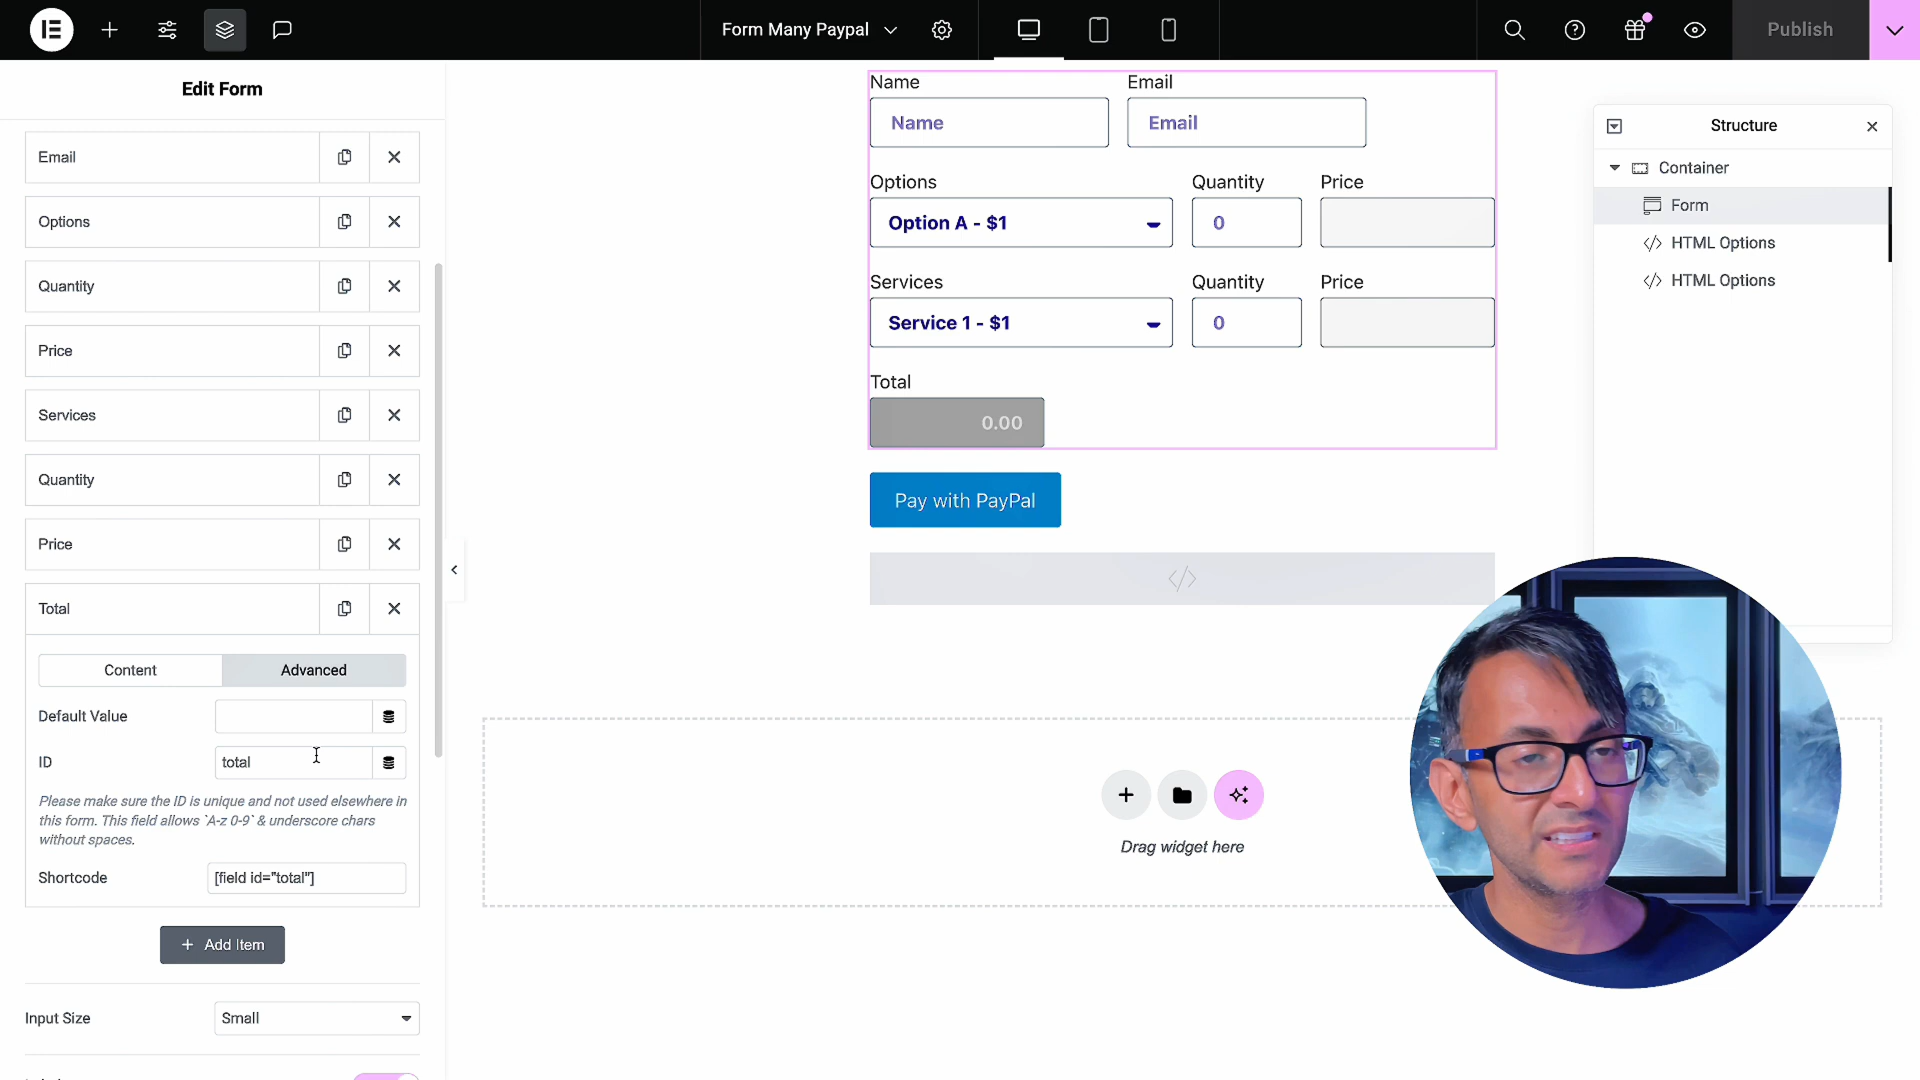 Form Many Paypal
Publish
Edit Form
Email
Options
Quantity
Price
Services
Quantity
Price
Total
Content
Advanced
Default Value
ID
total
Please make sure the ID is unique and not used elsewhere in
this form. This field allows `A-z 0-9` & underscore chars
without spaces.
Shortcode
[field id="total"]
+ Add Item
Input Size
Small
Name
Email
Name
Email
Options
Quantity
Price
Option A - $1
0
Services
Quantity
Price
Service 1 - $1
0
Total
0.00
Pay with PayPal
</>
Drag widget here
Structure
Container
Form
</> HTML Options
</> HTML Options